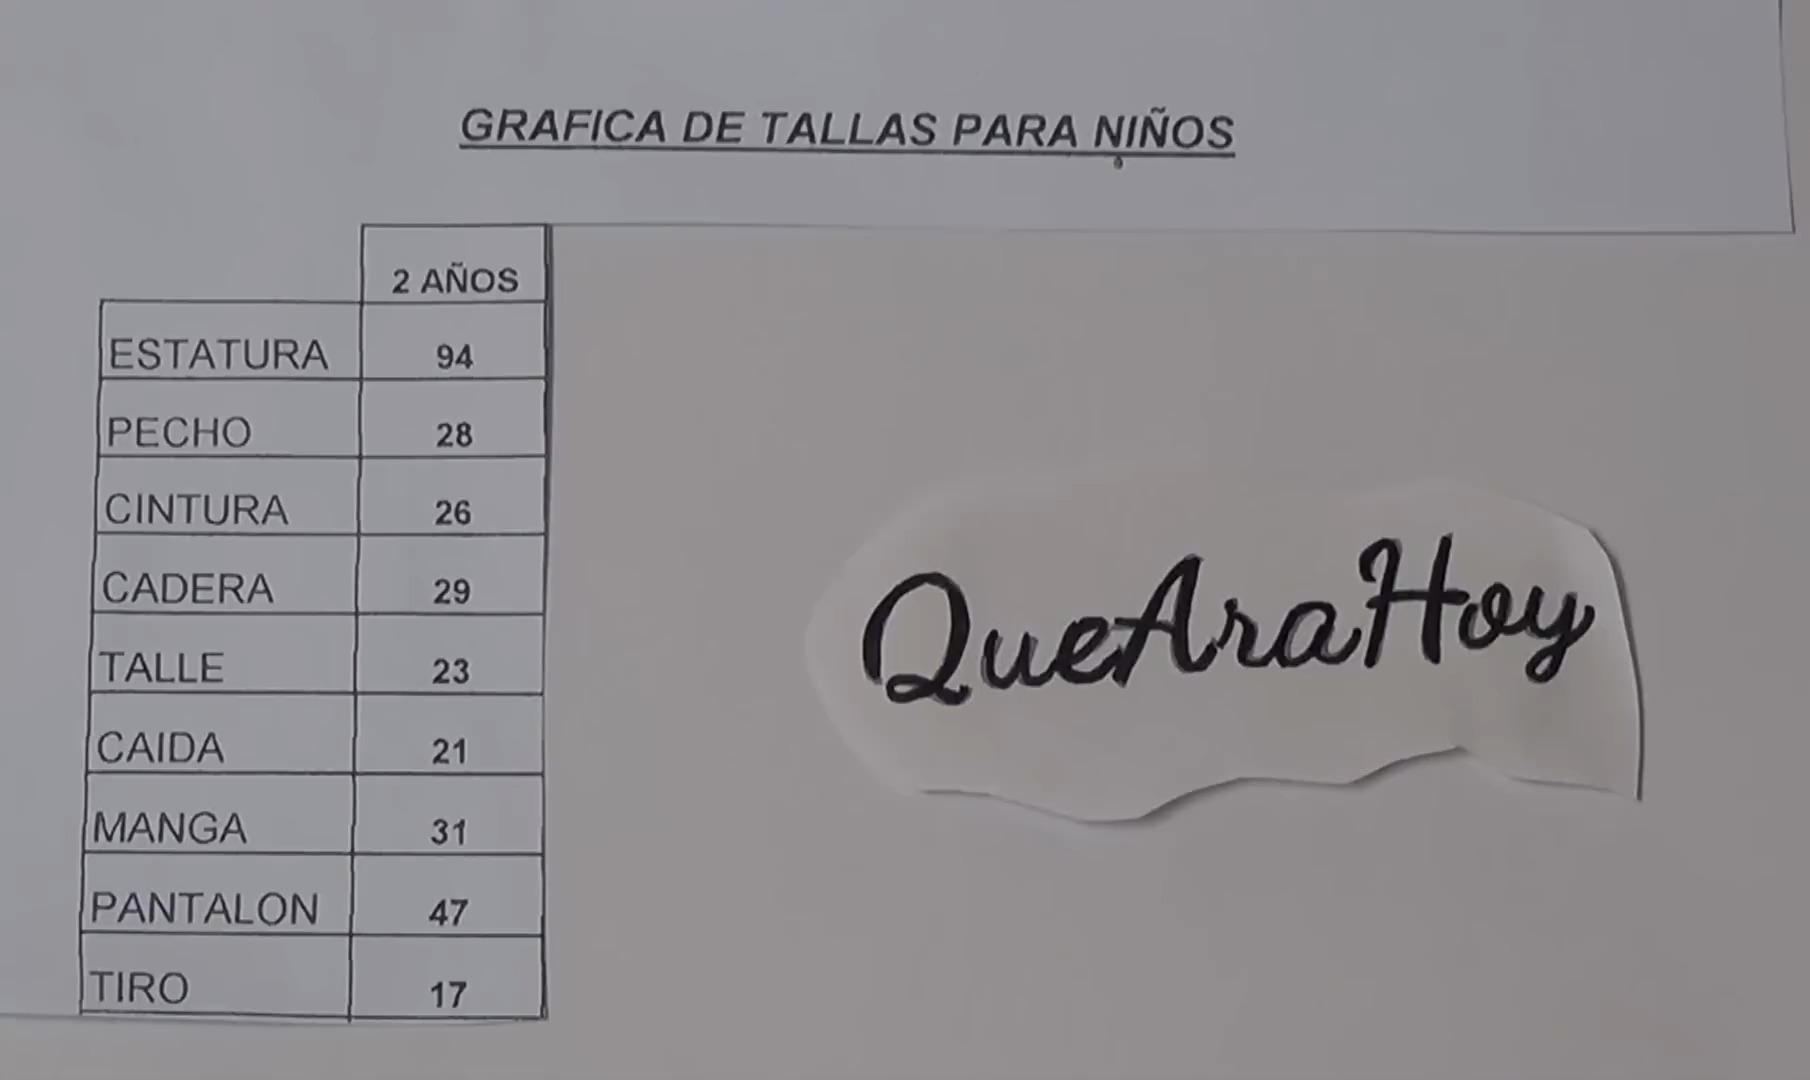 GRAFICA DE TALLAS PARA NIÑOS
2 AÑOS
ESTATURA 94
PECHO 28
CINTURA 26
CADERA 29
TALLE 23
CAIDA 21
MANGA 31
PANTALON 47
TIRO 17
QueAraHoy